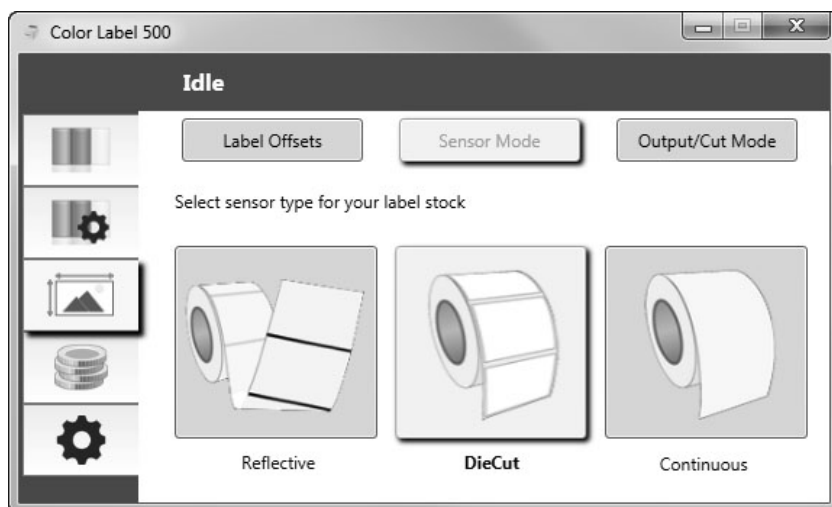 Color Label 500
Idle
Label Offsets Sensor Mode Output/Cut Mode
Select sensor type for your label stock
Reflective DieCut Continuous